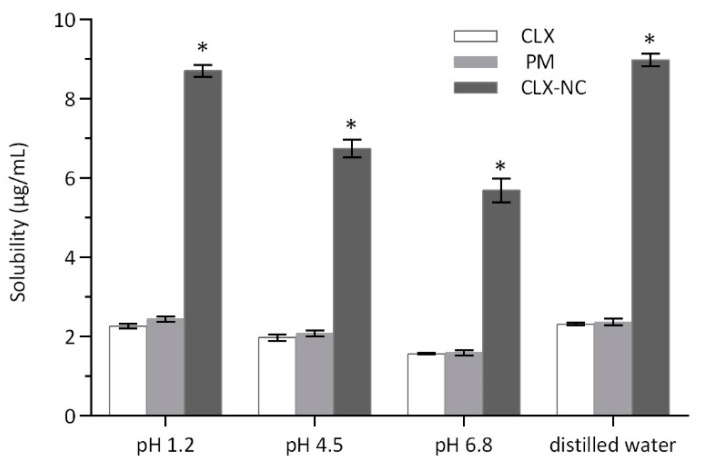 10
8
6
4
2
0
Solubility (µg/mL)
CLX
PM
CLX-NC
*
*
*
*
pH 1.2
pH 4.5
pH 6.8
distilled water